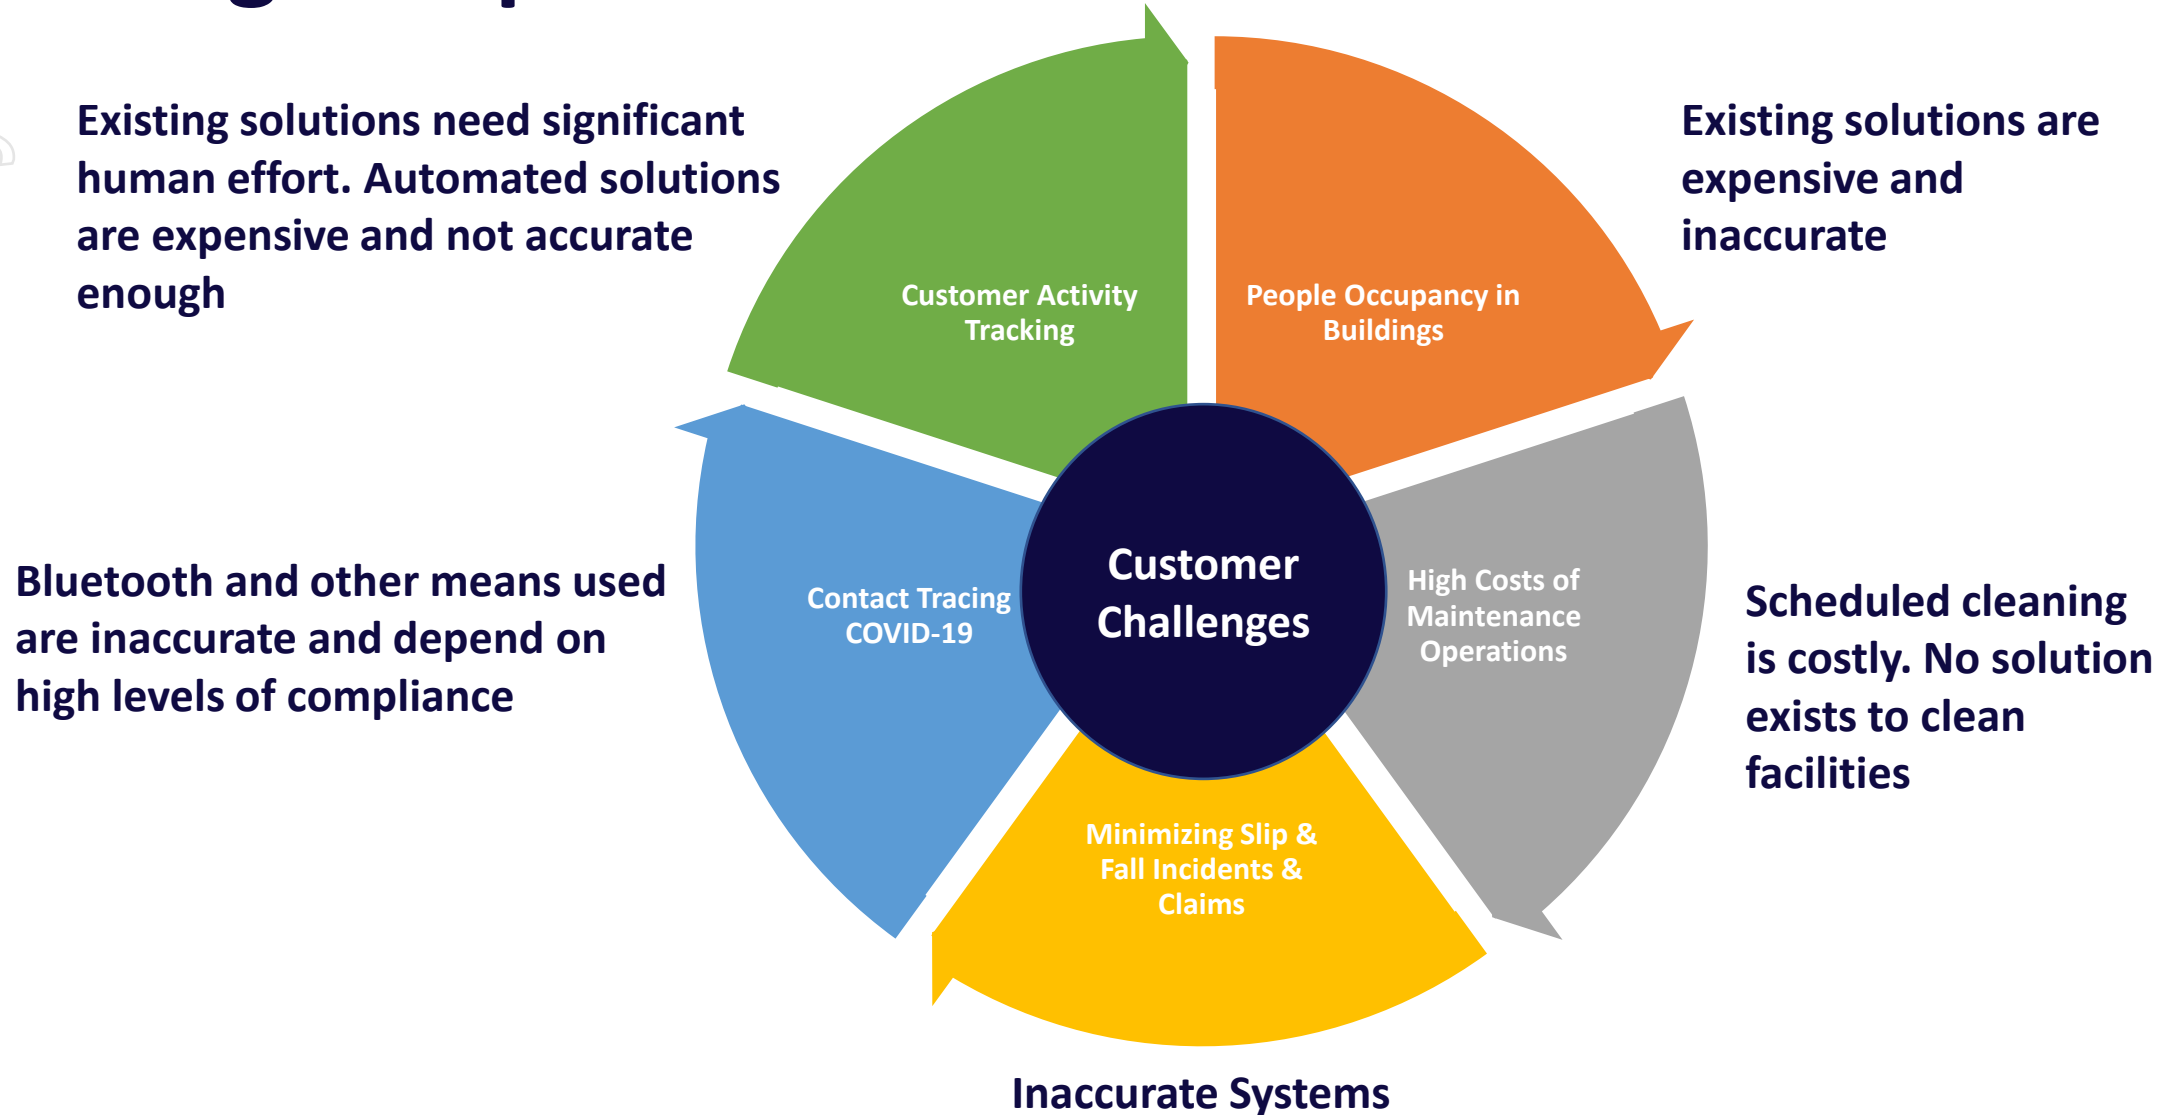 Existing solutions need significant
human effort. Automated solutions
are expensive and not accurate
enough
Existing solutions are
expensive and
inaccurate
Customer Activity
Tracking
People Occupancy in
Buildings
Customer
Challenges
Contact Tracing
COVID-19
High Costs of
Maintenance
Operations
Bluetooth and other means used
are inaccurate and depend on
high levels of compliance
Scheduled cleaning
is costly. No solution
exists to clean
facilities
Minimizing Slip &
Fall Incidents &
Claims
Inaccurate Systems